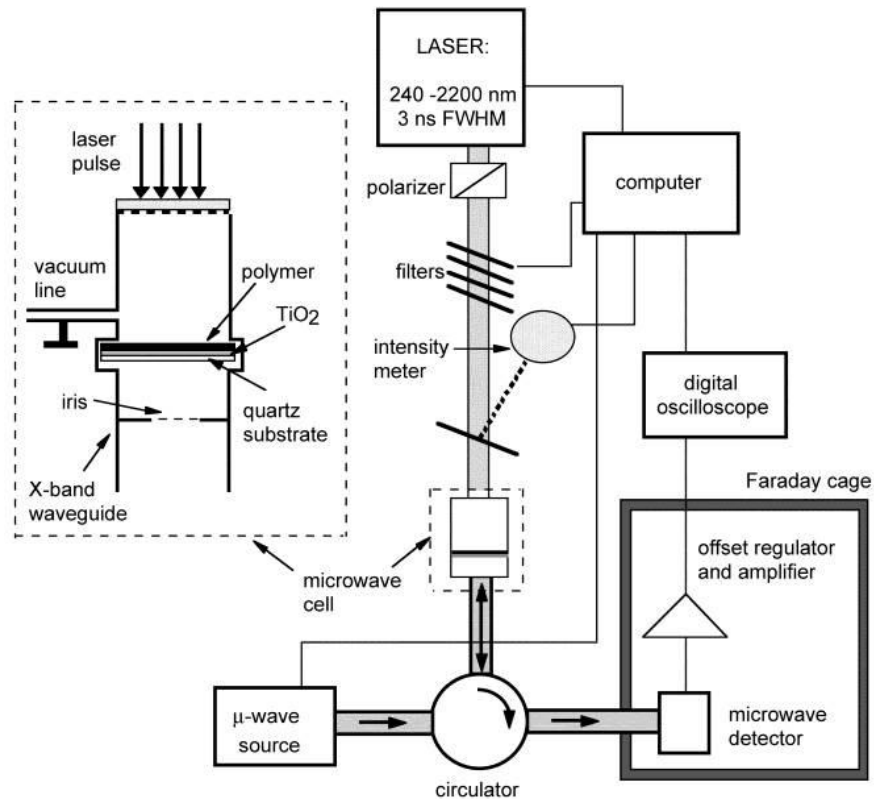 LASER:
240 -2200 nm
3 ns FWHM
laser
pulse
polarizer
computer
vacuum
line
polymer
TiO2
filters
intensity
meter
iris
quartz
substrate
digital
oscilloscope
X-band
waveguide
Faraday cage
microwave
cell
offset regulator
and amplifier
μ-wave
source
microwave
detector
circulator